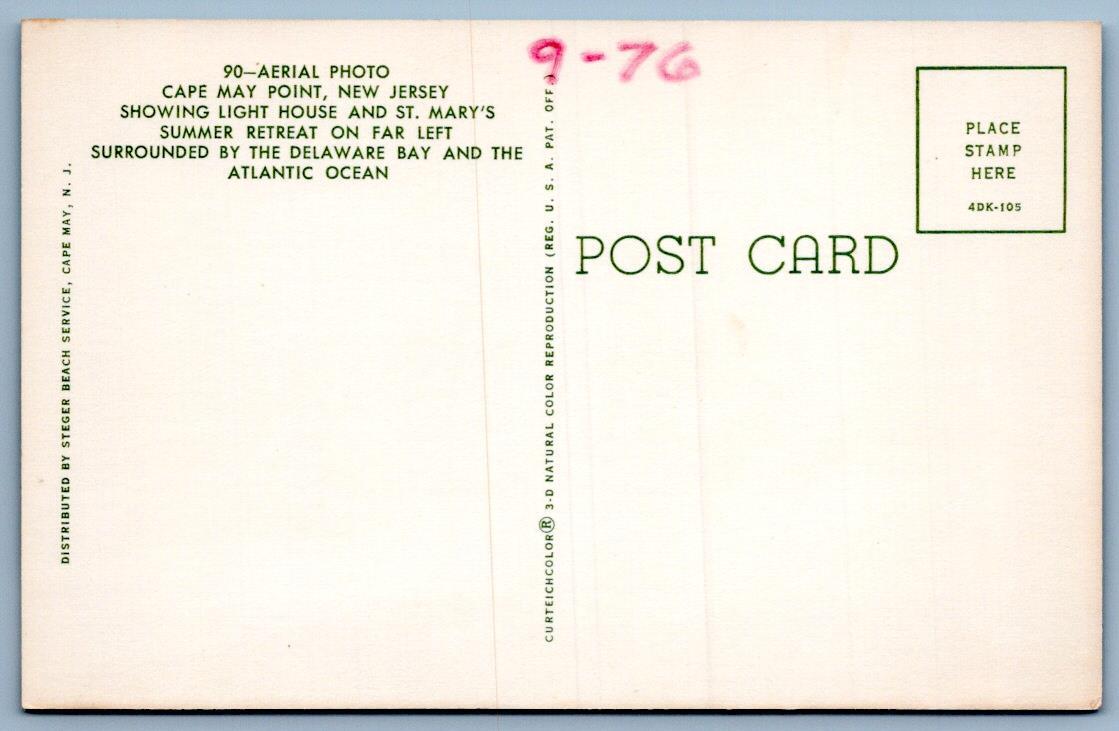 90—AERIAL PHOTO
CAPE MAY POINT, NEW JERSEY
SHOWING LIGHT HOUSE AND ST. MARY'S
SUMMER RETREAT ON FAR LEFT
SURROUNDED BY THE DELAWARE BAY AND THE
ATLANTIC OCEAN
DISTRIBUTED BY STEGER BEACH SERVICE, CAPE MAY, N. J.
CURTEICHCOLOR® 3-D NATURAL COLOR REPRODUCTION (REG. U. S. A. PAT. OFF.
9-76
POST CARD
PLACE
STAMP
HERE
4DK-105